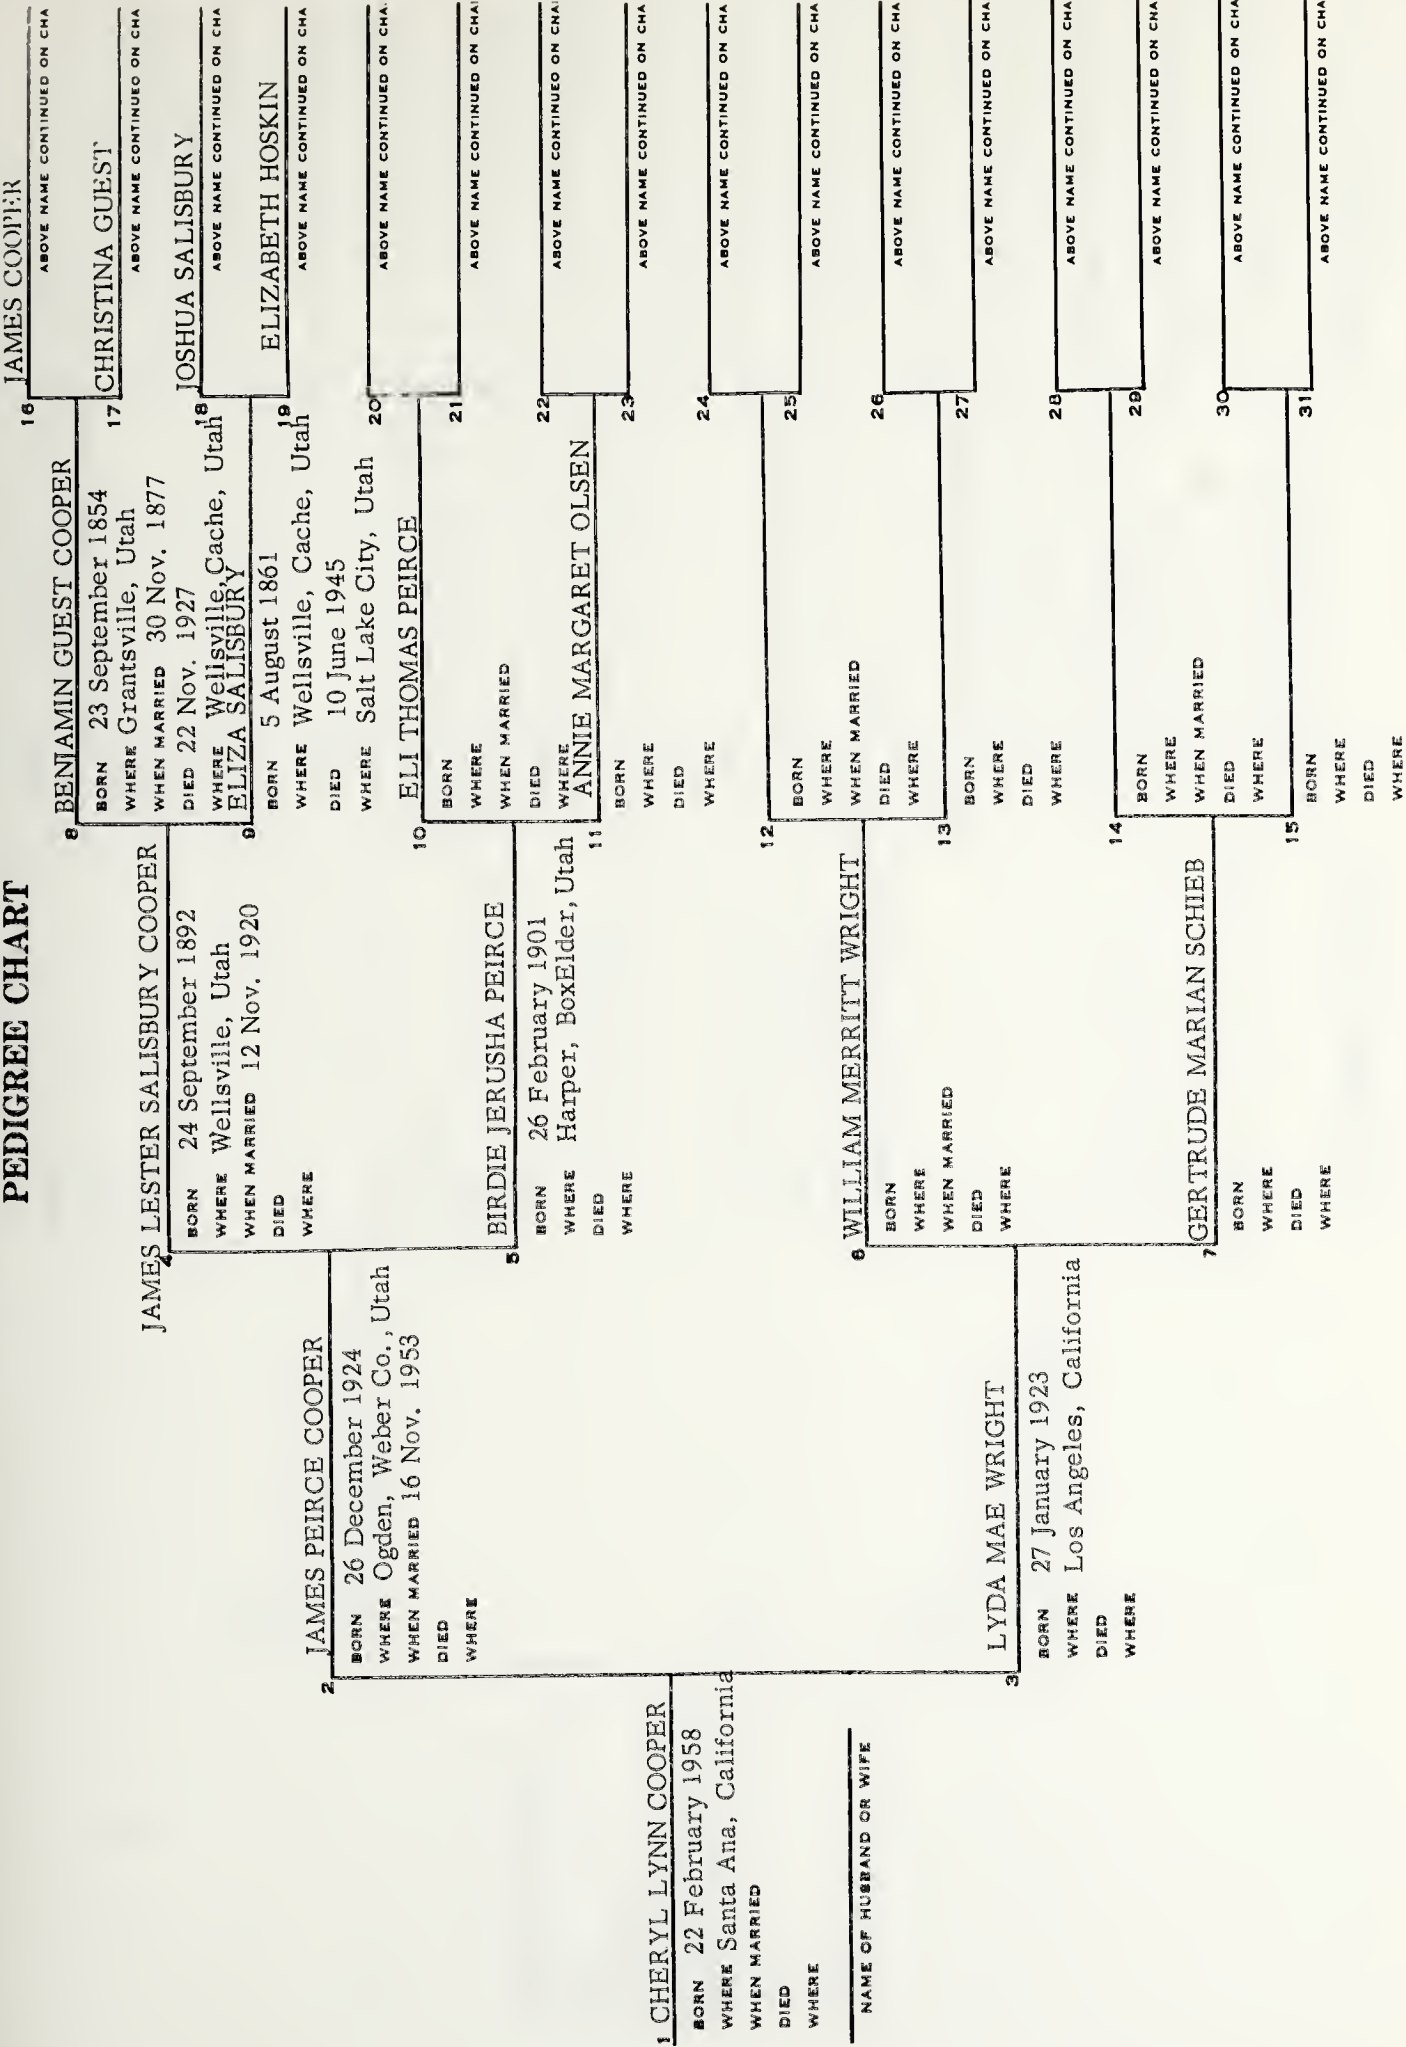 PEDIGREE CHART
1 CHERYL LYNN COOPER
BORN 22 February 1958
WHERE Santa Ana, California
WHEN MARRIED
DIED
WHERE
NAME OF HUSBAND OR WIFE
2
JAMES PEIRCE COOPER
BORN 26 December 1924
WHERE Ogden, Weber Co., Utah
WHEN MARRIED 16 Nov. 1953
DIED
WHERE
3
LYDA MAE WRIGHT
BORN 27 January 1923
WHERE Los Angeles, California
DIED
WHERE
4
JAMES LESTER SALISBURY COOPER
BORN 24 September 1892
WHERE Wellsville, Utah
WHEN MARRIED 12 Nov. 1920
DIED
WHERE
5
BIRDIE JERUSHA PEIRCE
BORN 26 February 1901
WHERE Harper, BoxElder, Utah
DIED
WHERE
6
WILLIAM MERRITT WRIGHT
BORN
WHERE
WHEN MARRIED
DIED
WHERE
7
GERTRUDE MARIAN SCHIEB
BORN
WHERE
DIED
WHERE
8
BENJAMIN GUEST COOPER
BORN 23 September 1854
WHERE Grantsville, Utah
WHEN MARRIED 30 Nov. 1877
DIED 22 Nov. 1927
WHERE Wellsville, Cache, Utah
9
ELIZA SALISBURY
BORN 5 August 1861
WHERE Wellsville, Cache, Utah
DIED 10 June 1945
WHERE Salt Lake City, Utah
10
ELI THOMAS PEIRCE
BORN
WHERE
WHEN MARRIED
DIED
WHERE
11
ANNIE MARGARET OLSEN
BORN
WHERE
DIED
WHERE
12
BORN
WHERE
WHEN MARRIED
DIED
WHERE
13
BORN
WHERE
DIED
WHERE
14
BORN
WHERE
WHEN MARRIED
DIED
WHERE
15
BORN
WHERE
DIED
WHERE
16
JAMES COOPER
ABOVE NAME CONTINUED ON CHA
17
CHRISTINA GUEST
ABOVE NAME CONTINUED ON CHA
18
JOSHUA SALISBURY
ABOVE NAME CONTINUED ON CHA
19
ELIZABETH HOSKIN
ABOVE NAME CONTINUED ON CHA
20
ABOVE NAME CONTINUED ON CHA
21
ABOVE NAME CONTINUED ON CHA
22
ABOVE NAME CONTINUED ON CHA
23
ABOVE NAME CONTINUED ON CHA
24
ABOVE NAME CONTINUED ON CHA
25
ABOVE NAME CONTINUED ON CHA
26
ABOVE NAME CONTINUED ON CHA
27
ABOVE NAME CONTINUED ON CHA
28
ABOVE NAME CONTINUED ON CHA
29
ABOVE NAME CONTINUED ON CHA
30
ABOVE NAME CONTINUED ON CHA
31
ABOVE NAME CONTINUED ON CHA